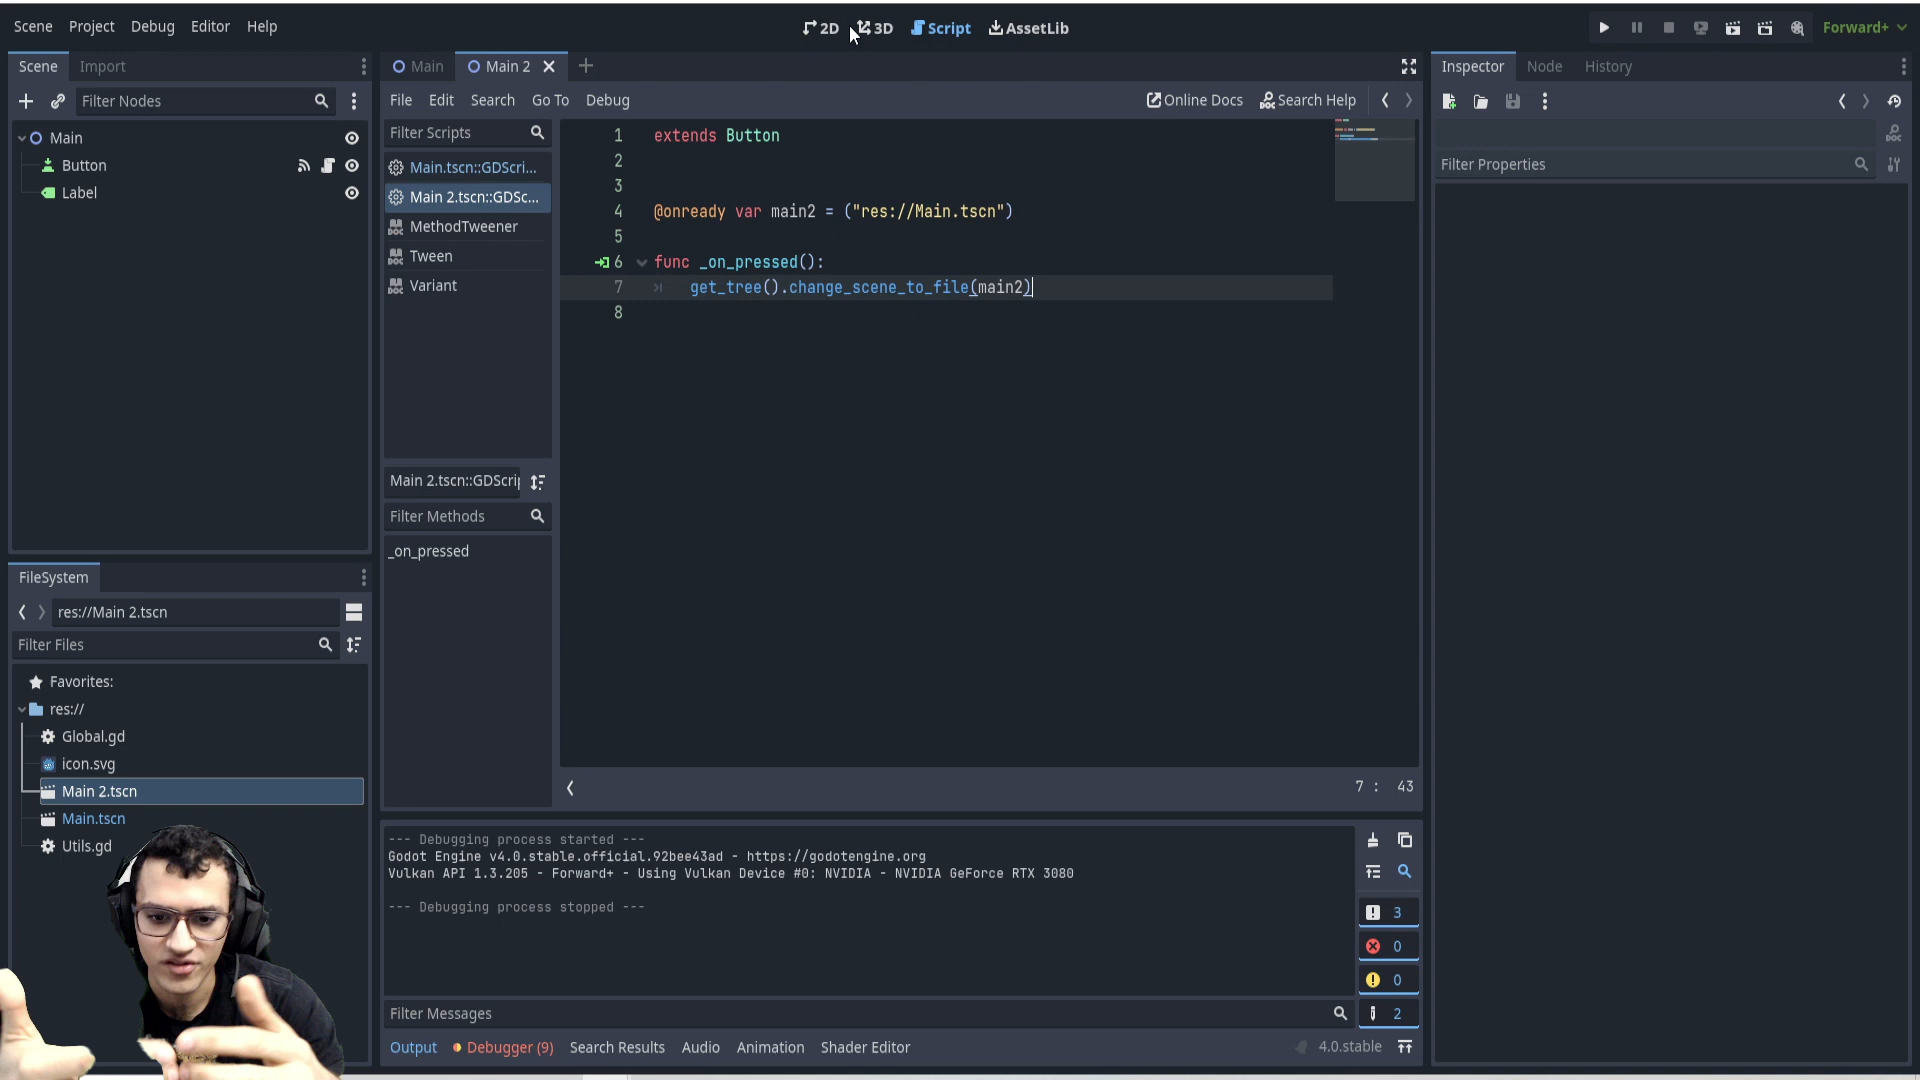 Scene Project Debug Editor Help
2D 3D Script AssetLib
Forward+
Scene Import
Filter Nodes
Main
Button
Label
FileSystem
res://Main 2.tscn
Filter Files
Favorites:
res://
Global.gd
icon.svg
Main 2.tscn
Main.tscn
Utils.gd
Main Main 2
File Edit Search Go To Debug
Online Docs Search Help
Filter Scripts
Main.tscn::GDScri...
Main 2.tscn::GDSc...
MethodTweener
Tween
Variant
Main 2.tscn::GDScri
Filter Methods
_on_pressed
1 extends Button
2
3
4 @onready var main2 = ("res://Main.tscn")
5
6 func _on_pressed():
7 get_tree().change_scene_to_file(main2)
8
7 : 43
--- Debugging process started ---
Godot Engine v4.0.stable.official.92bee43ad - https://godotengine.org
Vulkan API 1.3.205 - Forward+ - Using Vulkan Device #0: NVIDIA - NVIDIA GeForce RTX 3080
--- Debugging process stopped ---
3
0
0
2
Filter Messages
Output Debugger (9) Search Results Audio Animation Shader Editor
4.0.stable
Inspector Node History
Filter Properties